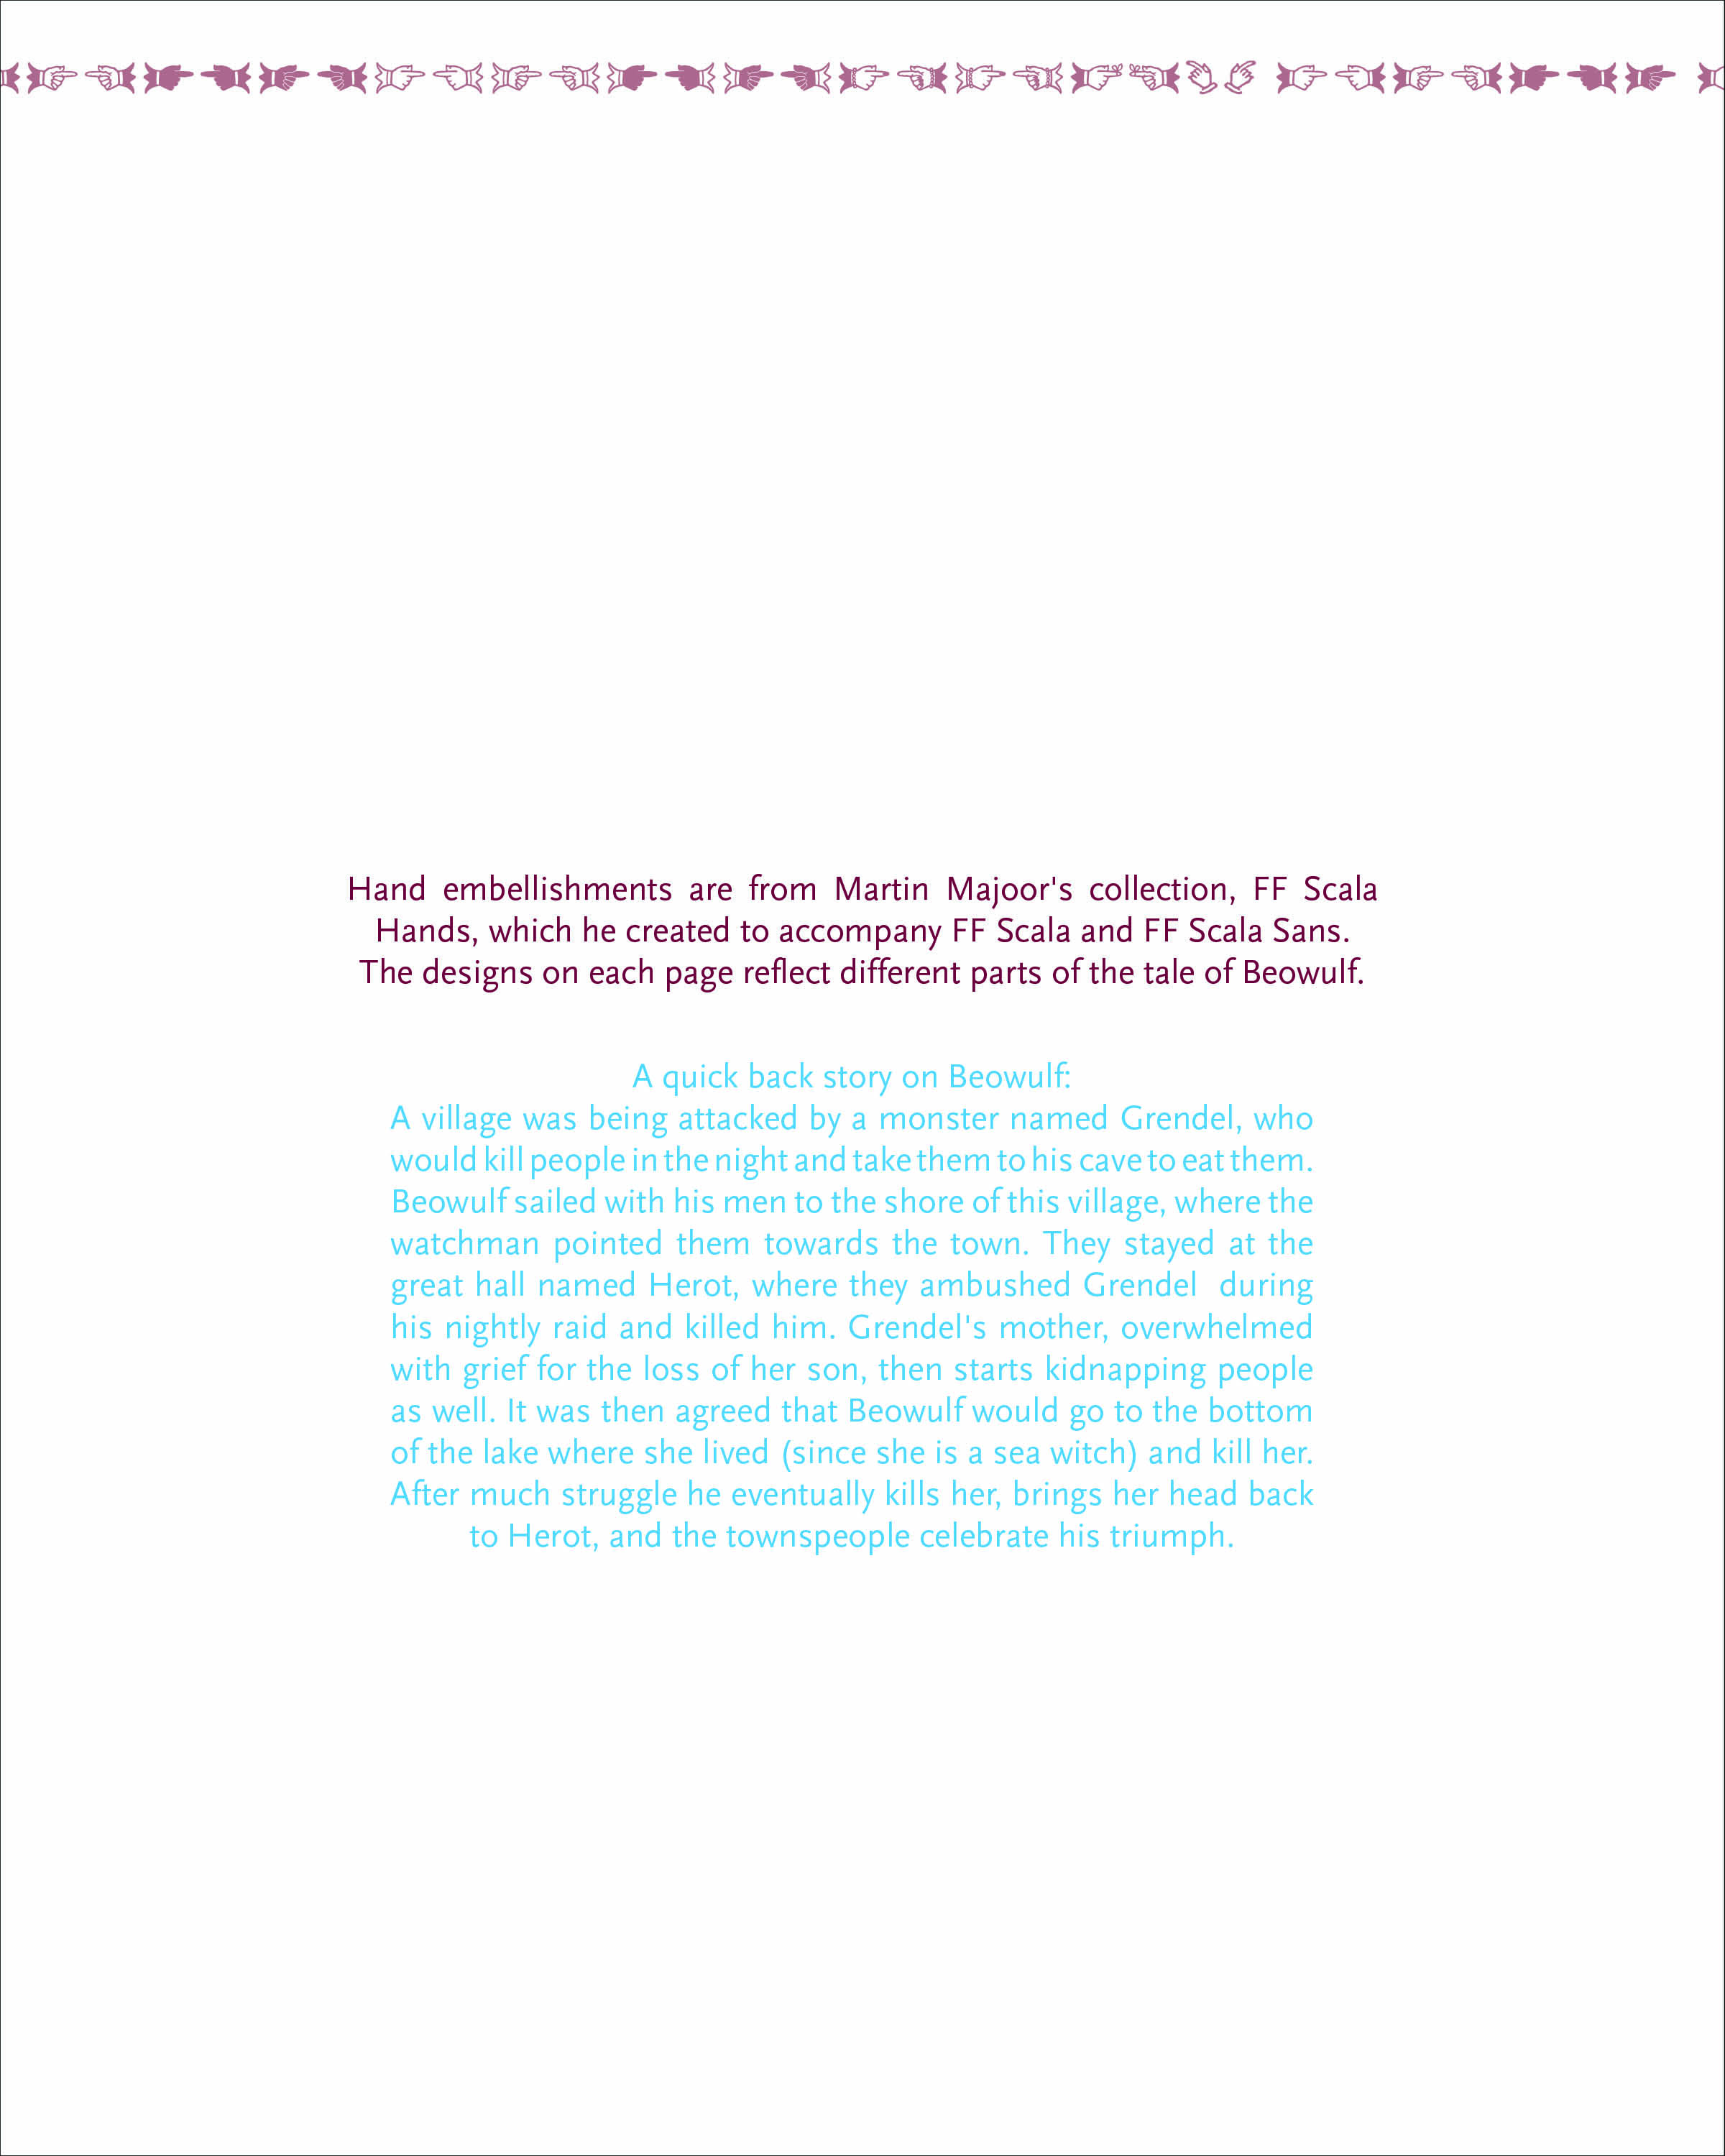 Hand embellishments are from Martin Majoor's collection, FF Scala
Hands, which he created to accompany FF Scala and FF Scala Sans.
The designs on each page reflect different parts of the tale of Beowulf.
A quick back story on Beowulf:
A village was being attacked by a monster named Grendel, who
would kill people in the night and take them to his cave to eat them.
Beowulf sailed with his men to the shore of this village, where the
watchman pointed them towards the town. They stayed at the
great hall named Herot, where they ambushed Grendel during
his nightly raid and killed him. Grendel's mother, overwhelmed
with grief for the loss of her son, then starts kidnapping people
as well. It was then agreed that Beowulf would go to the bottom
of the lake where she lived (since she is a sea witch) and kill her.
After much struggle he eventually kills her, brings her head back
to Herot, and the townspeople celebrate his triumph.